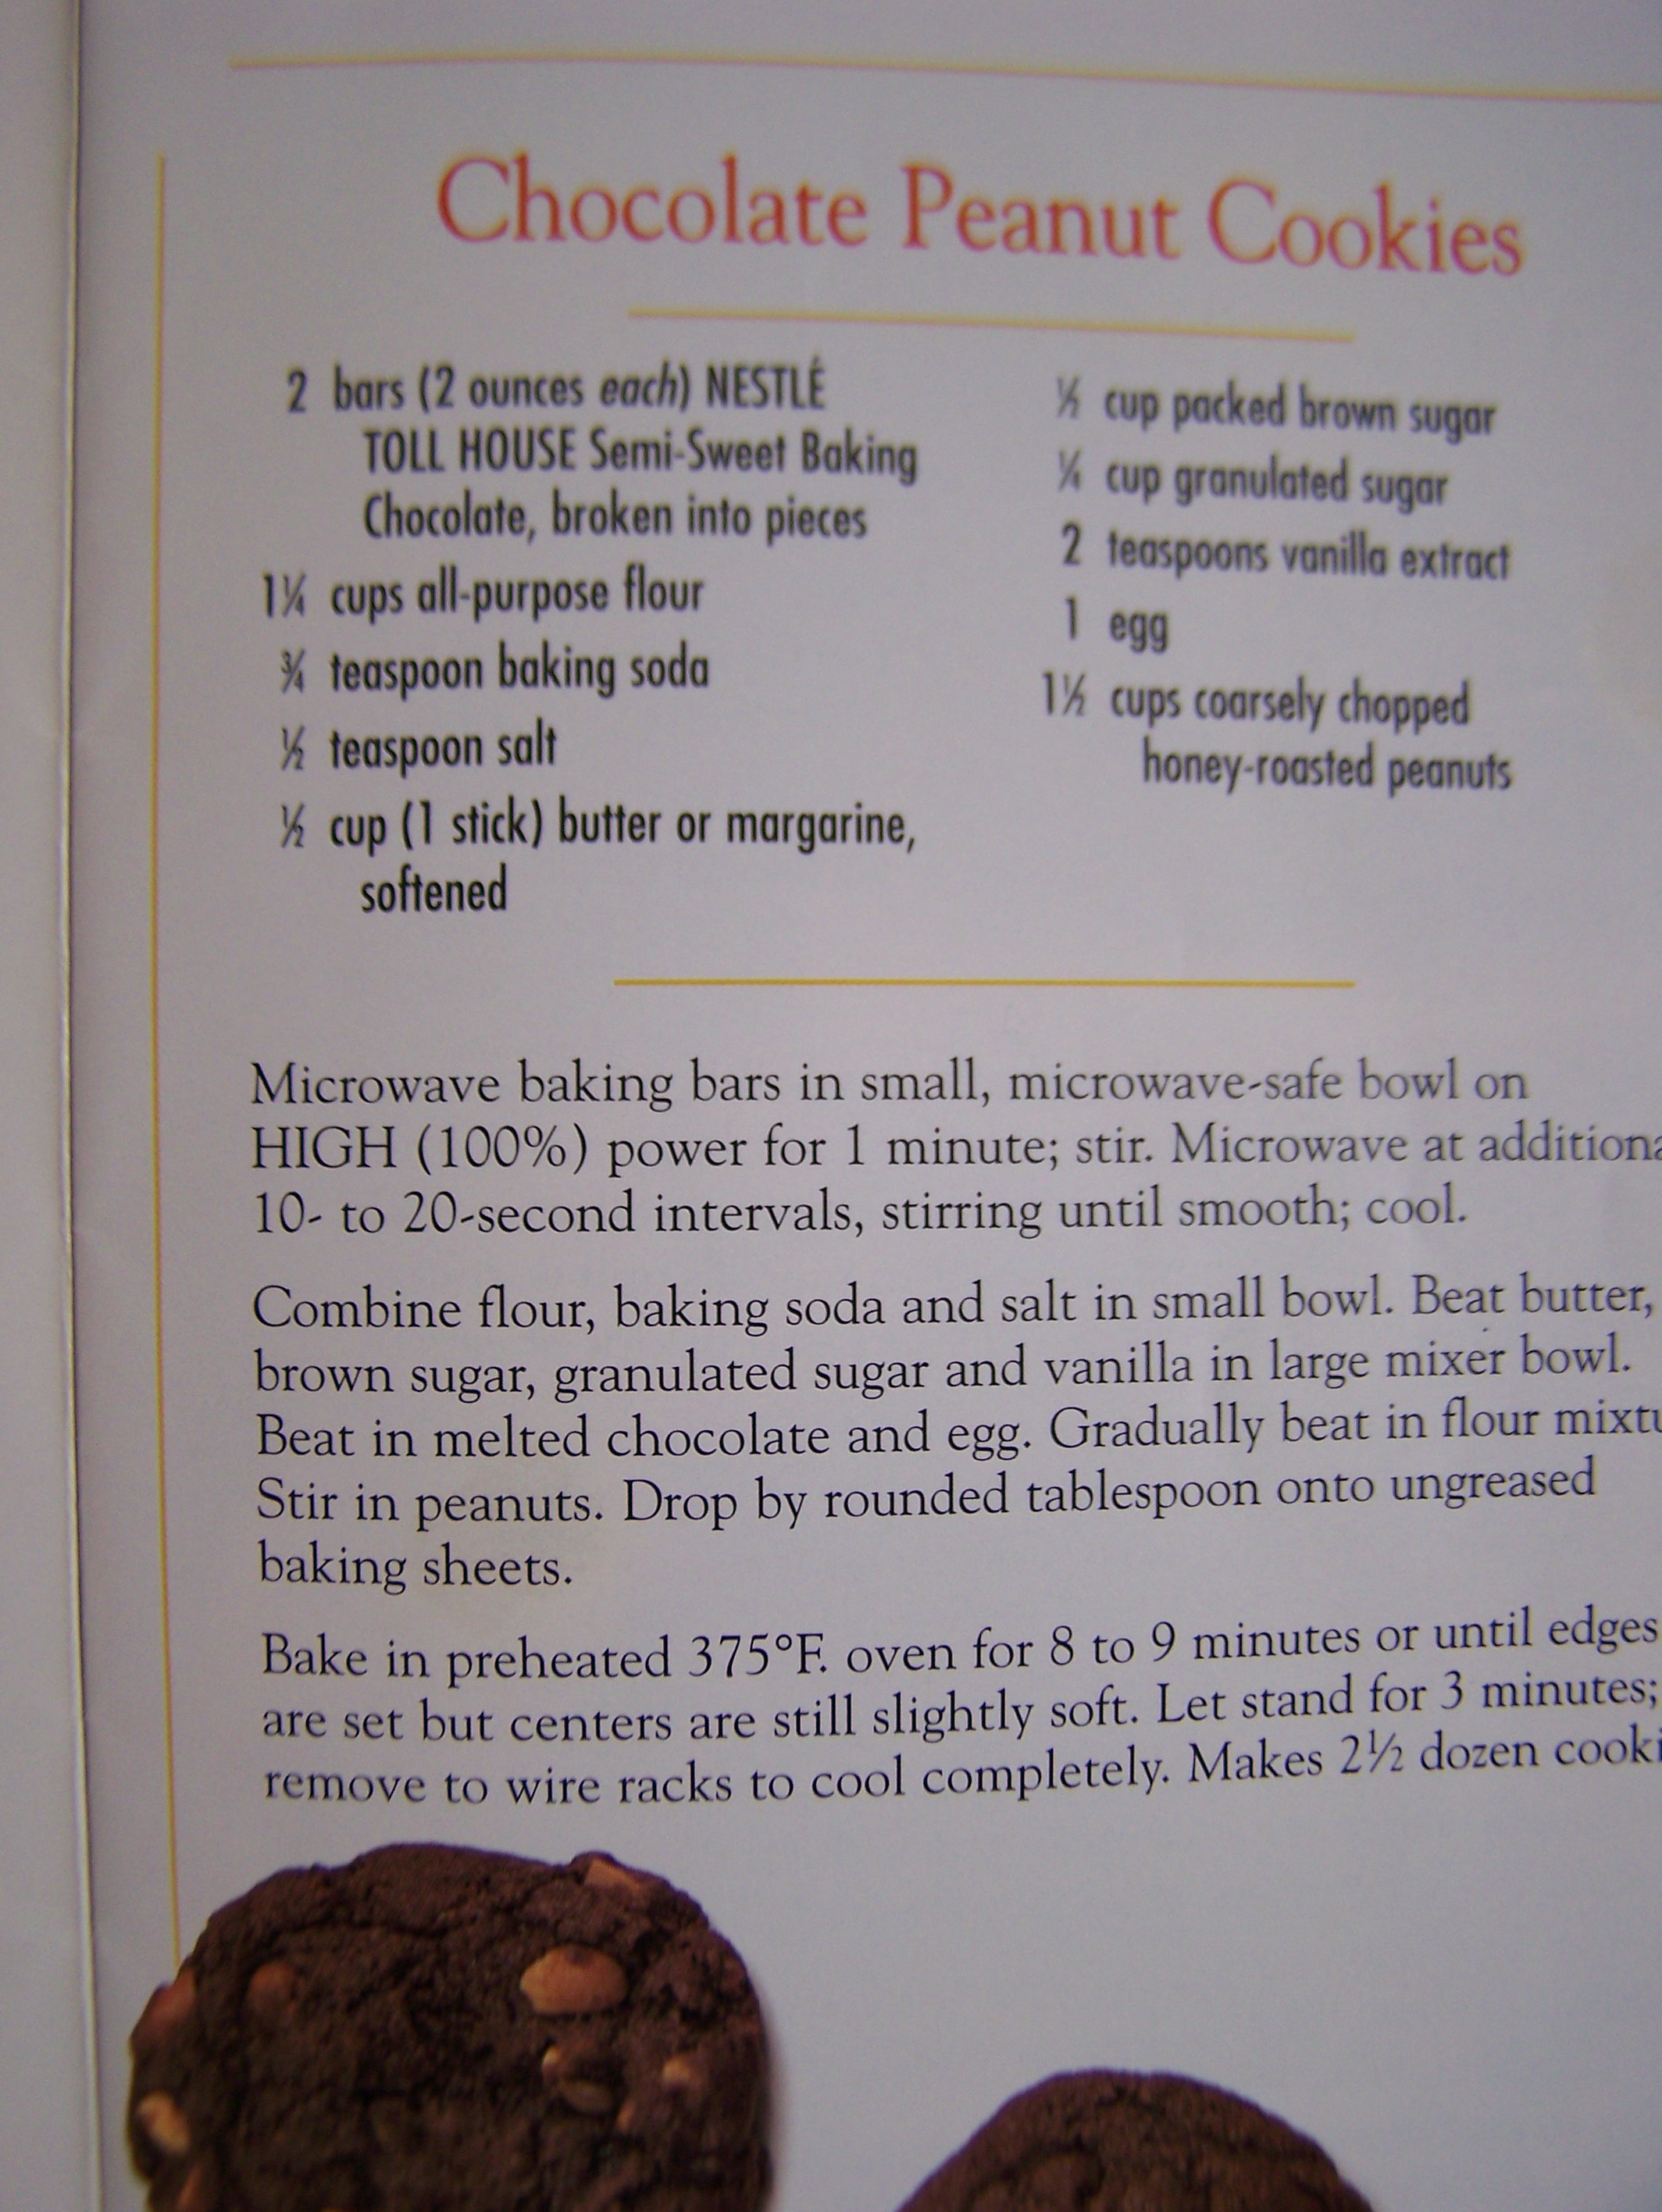 Chocolate Peanut Cookies
2 bars (2 ounces each) NESTLÉ
TOLL HOUSE Semi-Sweet Baking
Chocolate, broken into pieces
1¼ cups all-purpose flour
¾ teaspoon baking soda
½ teaspoon salt
½ cup (1 stick) butter or margarine,
softened
½ cup packed brown sugar
¼ cup granulated sugar
2 teaspoons vanilla extract
1 egg
1½ cups coarsely chopped
honey-roasted peanuts
Microwave baking bars in small, microwave-safe bowl on
HIGH (100%) power for 1 minute; stir. Microwave at additiona
10- to 20-second intervals, stirring until smooth; cool.
Combine flour, baking soda and salt in small bowl. Beat butter,
brown sugar, granulated sugar and vanilla in large mixer bowl.
Beat in melted chocolate and egg. Gradually beat in flour mixtu
Stir in peanuts. Drop by rounded tablespoon onto ungreased
baking sheets.
Bake in preheated 375°F. oven for 8 to 9 minutes or until edges
are set but centers are still slightly soft. Let stand for 3 minutes;
remove to wire racks to cool completely. Makes 2½ dozen cooki